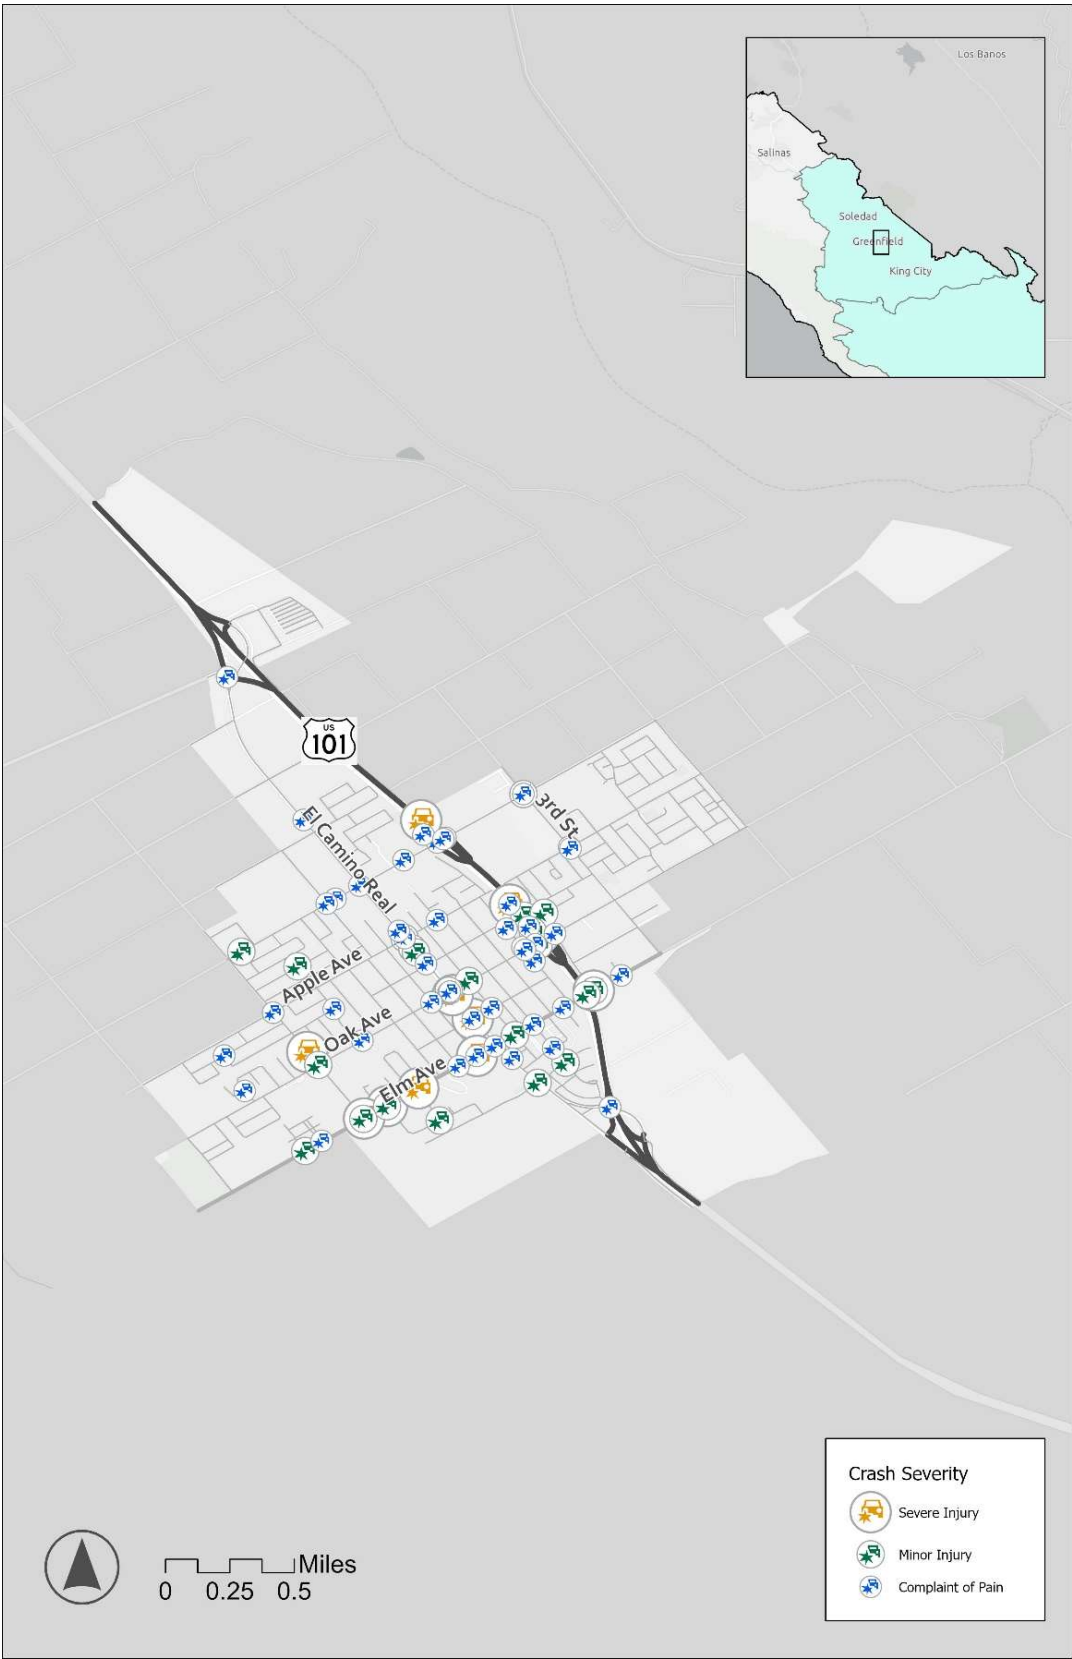 Los Banos
Salinas
Soledad
Greenfield
King City
US
101
3rd St
El Camino Real
Apple Ave
Oak Ave
Elm Ave
Crash Severity
Severe Injury
Minor Injury
Complaint of Pain
Miles
0 0.25 0.5